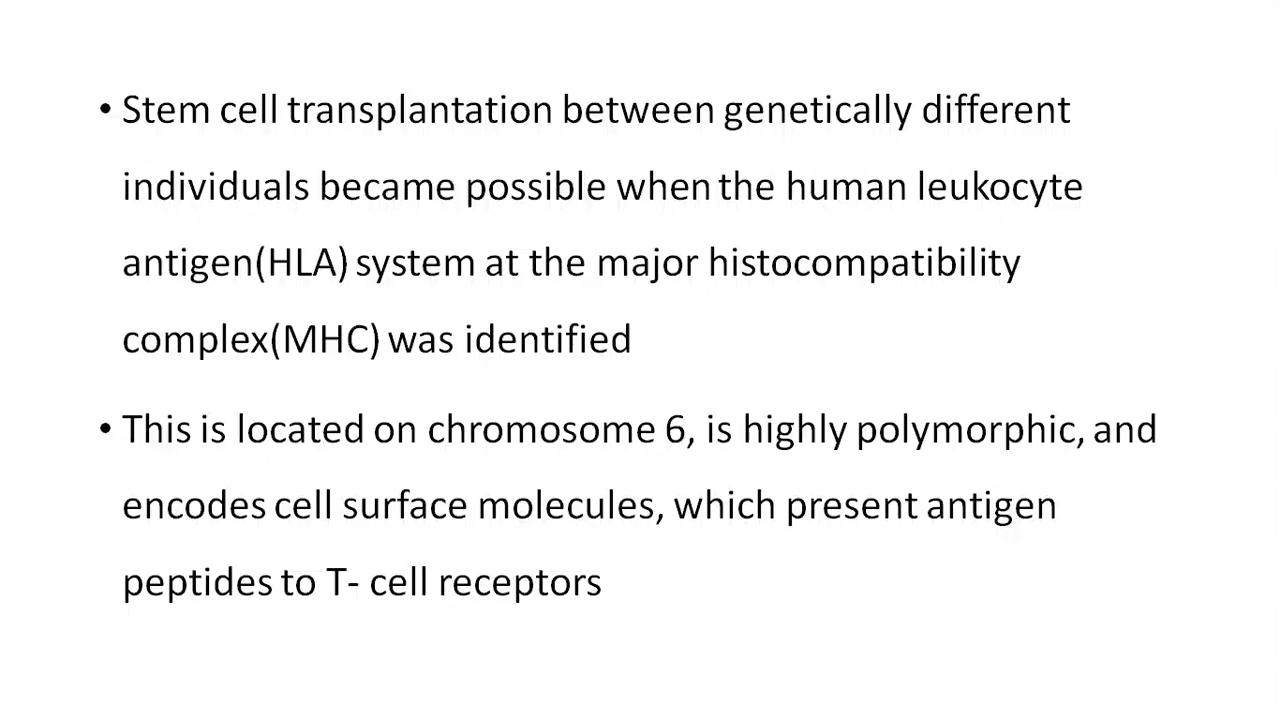 • Stem cell transplantation between genetically different
individuals became possible when the human leukocyte
antigen(HLA) system at the major histocompatibility
complex(MHC) was identified
• This is located on chromosome 6, is highly polymorphic, and
encodes cell surface molecules, which present antigen
peptides to T- cell receptors